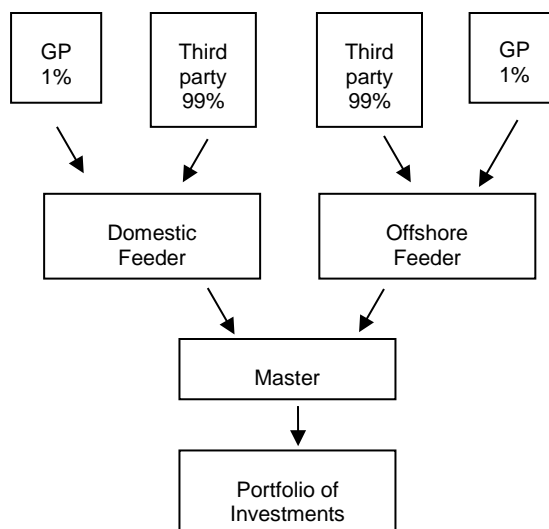 GP
1%
Third
party
99%
Third
party
99%
GP
1%
Domestic
Feeder
Offshore
Feeder
Master
Portfolio of
Investments